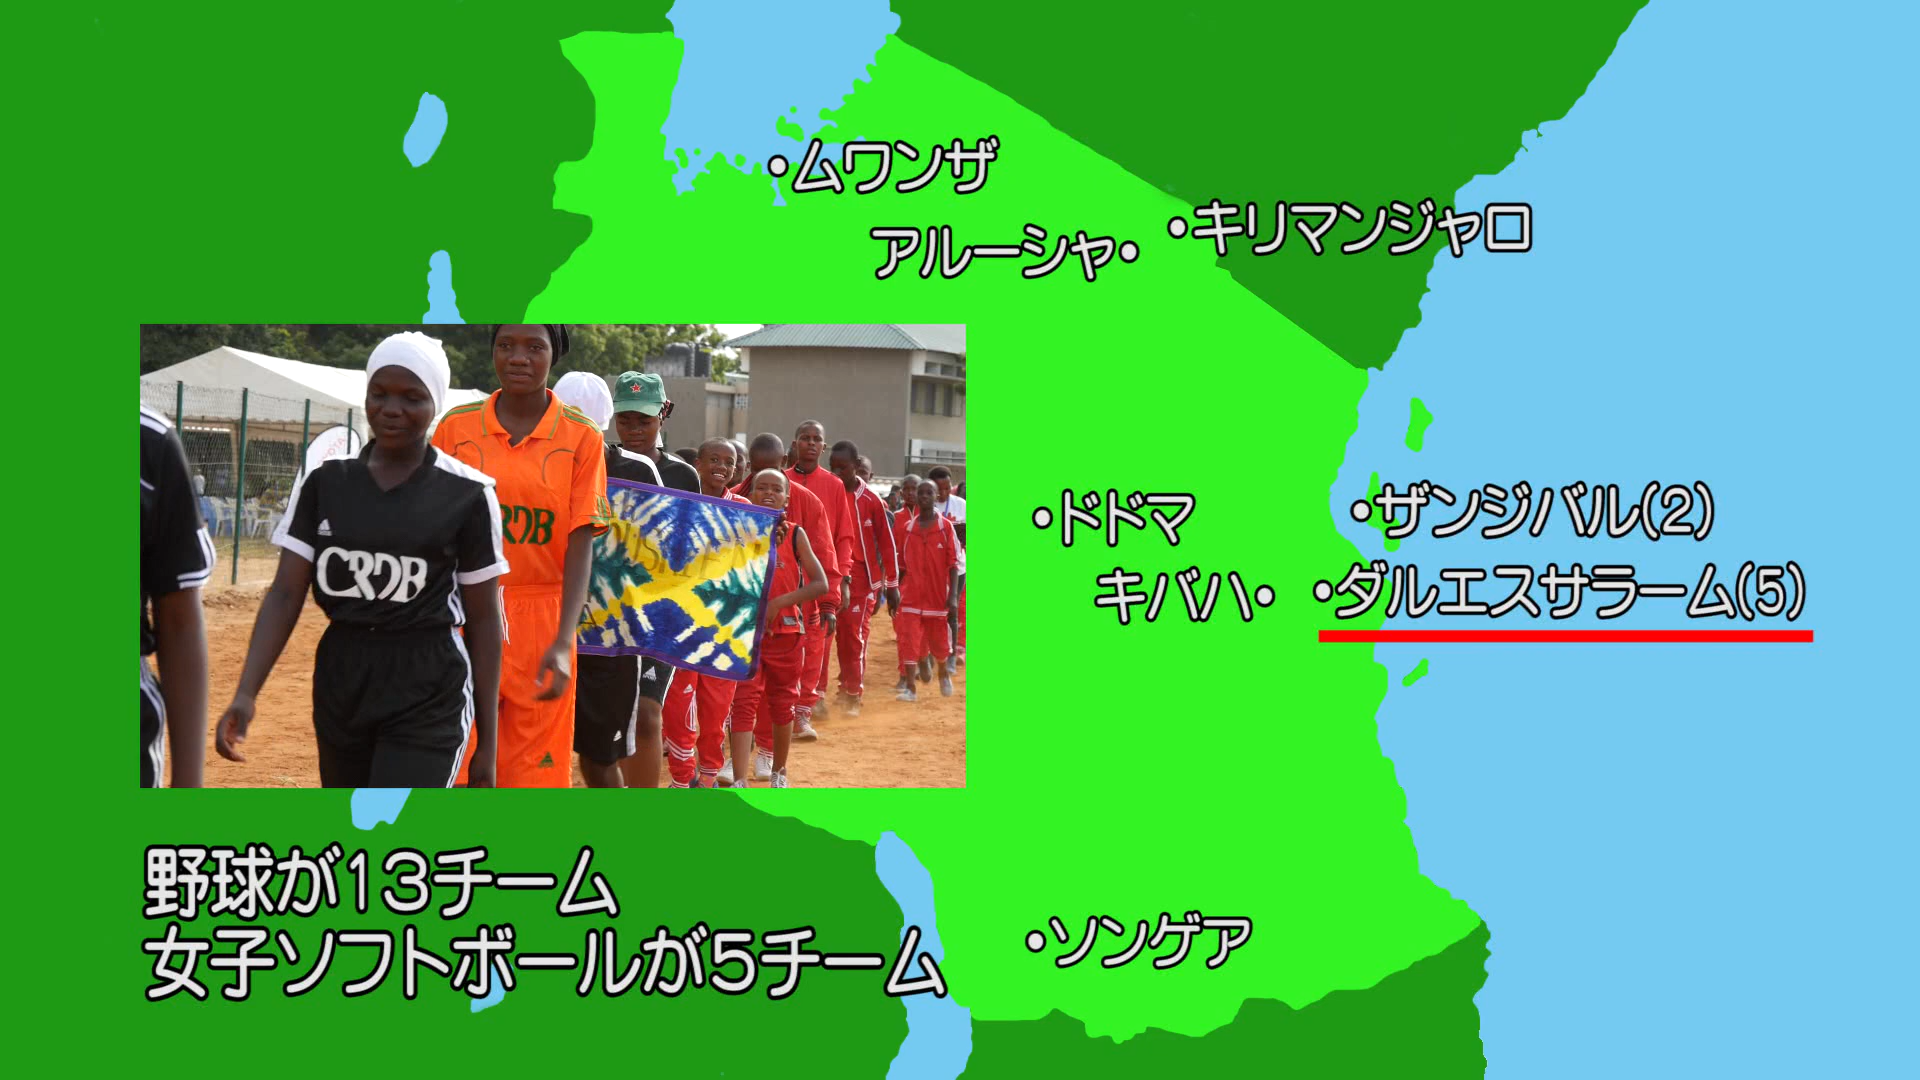 ・ムワンザ
アルーシャ・
・キリマンジャロ
CRDB
RDB
・ドドマ
・ザンジバル(2)
キバハ・
・ダルエスサラーム(5)
野球が13チーム
女子ソフトボールが5チーム
・ソンゲア